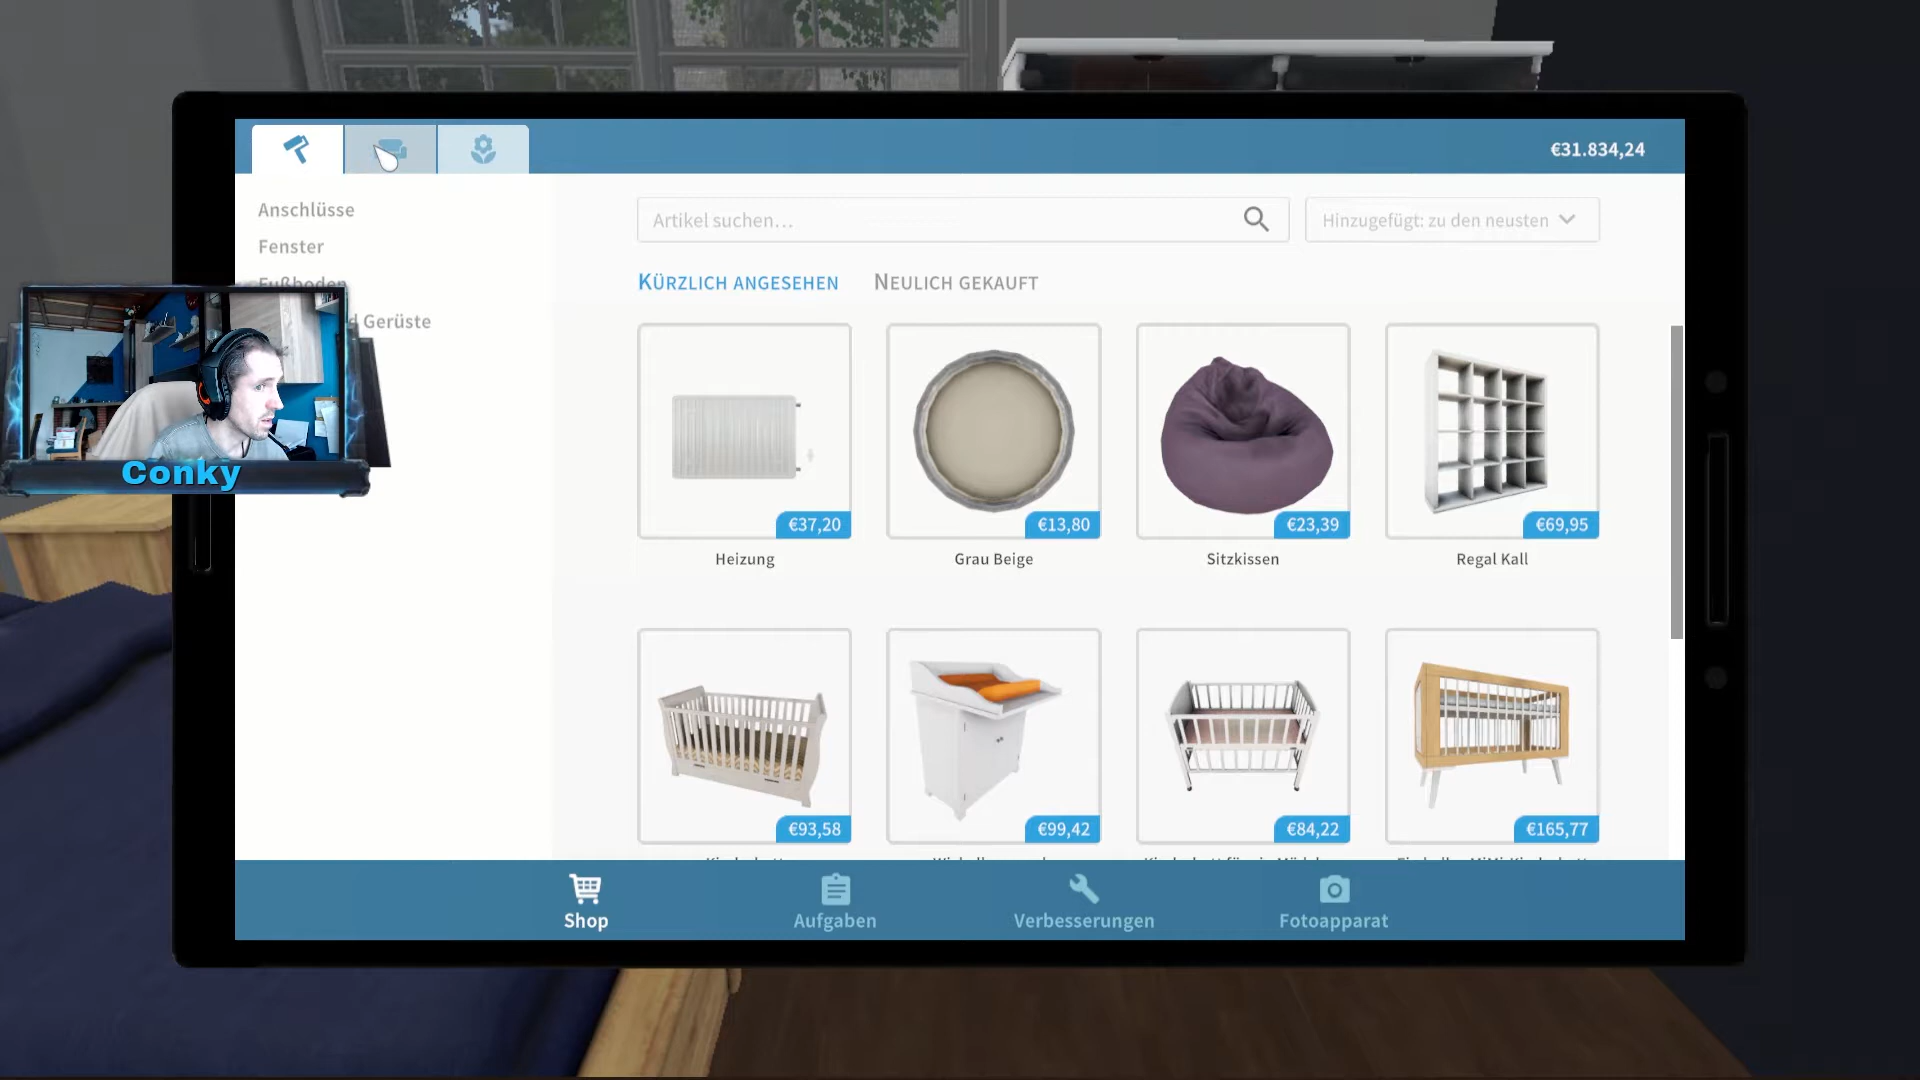 €31.834,24
Artikel suchen...
Hinzugefügt: zu den neusten
Anschlüsse
Fenster
Fußboden
d Gerüste
KÜRZLICH ANGESEHEN
NEULICH GEKAUFT
€37,20
€13,80
€23,39
€69,95
Heizung
Grau Beige
Sitzkissen
Regal Kall
Conky
€93,58
€99,42
€84,22
€165,77
Shop
Aufgaben
Verbesserungen
Fotoapparat